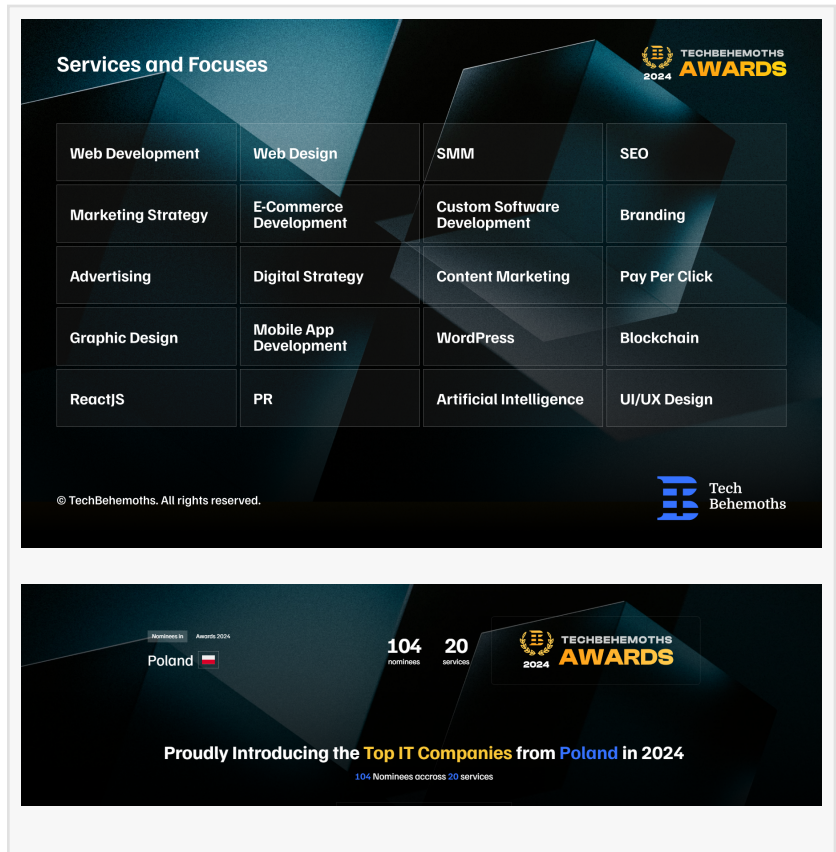 Services and Focuses
TECHBEHEMOTHS
2024 AWARDS
Web Development
Web Design
SMM
SEO
Marketing Strategy
E-Commerce
Development
Custom Software
Development
Branding
Advertising
Digital Strategy
Content Marketing
Pay Per Click
Graphic Design
Mobile App
Development
WordPress
Blockchain
ReactJS
PR
Artificial Intelligence
UI/UX Design
© TechBehemoths. All rights reserved.
Tech
Behemoths
Nominees in Awards 2024
Poland
104
nominees
20
services
TECHBEHEMOTHS
2024 AWARDS
Proudly Introducing the Top IT Companies from Poland in 2024
104 Nominees accross 20 services